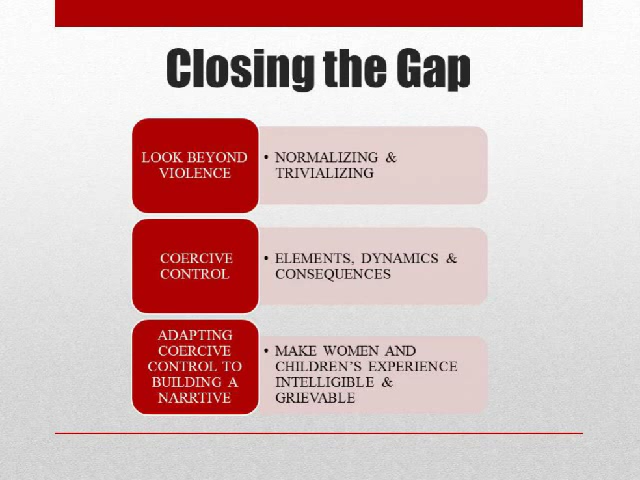 Closing the Gap
LOOK BEYOND
VIOLENCE
• NORMALIZING &
TRIVIALIZING
COERCIVE
CONTROL
• ELEMENTS, DYNAMICS &
CONSEQUENCES
ADAPTING
COERCIVE
CONTROL TO
BUILDING A
NARRTIVE
• MAKE WOMEN AND
CHILDREN'S EXPERIENCE
INTELLIGIBLE &
GRIEVABLE